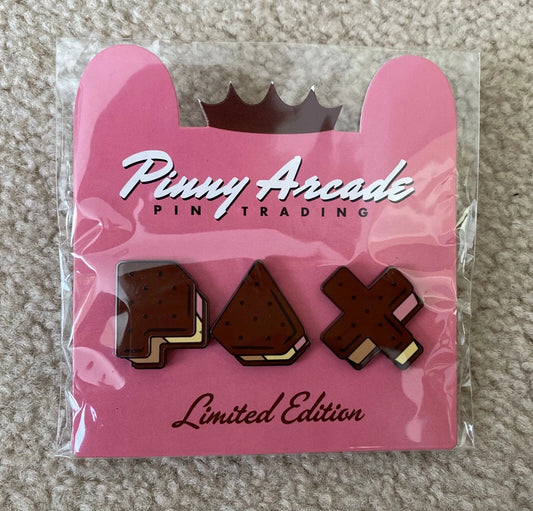 Pinny Arcade
PIN TRADING
PAX
Limited Edition